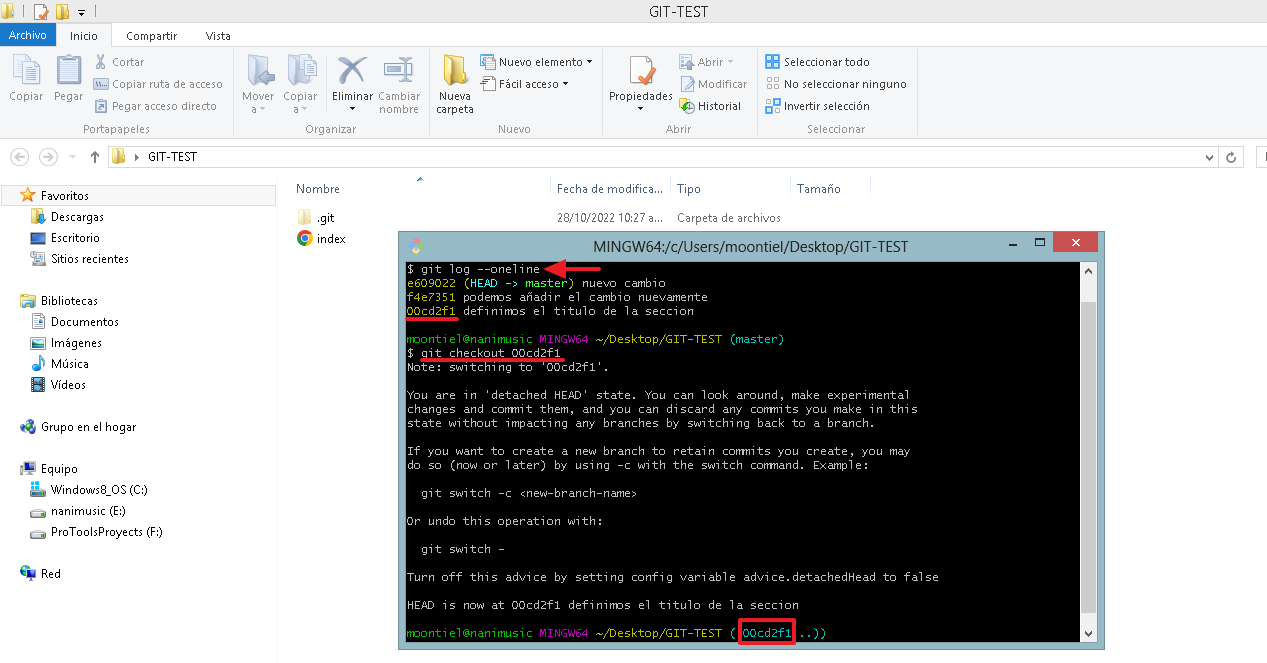 GIT-TEST
Archivo Inicio Compartir Vista
Copiar
Pegar
Cortar
Copiar ruta de acceso
Pegar acceso directo
Portapapeles
Mover a
Copiar a
Eliminar
Cambiar nombre
Organizar
Nueva carpeta
Nuevo elemento
Fácil acceso
Nuevo
Propiedades
Abrir
Modificar
Historial
Abrir
Seleccionar todo
No seleccionar ninguno
Invertir selección
Seleccionar
GIT-TEST
Favoritos
Descargas
Escritorio
Sitios recientes
Bibliotecas
Documentos
Imágenes
Música
Vídeos
Grupo en el hogar
Equipo
Windows8_OS (C:)
nanimusic (E:)
ProToolsProyects (F:)
Red
Nombre Fecha de modifica... Tipo Tamaño
.git 28/10/2022 10:27 a... Carpeta de archivos
index
MINGW64:/c/Users/moontiel/Desktop/GIT-TEST
$ git log --oneline
e609022 (HEAD -> master) nuevo cambio
f4e7351 podemos añadir el cambio nuevamente
00cd2f1 definimos el titulo de la seccion
moontiel@nanimusic MINGW64 ~/Desktop/GIT-TEST (master)
$ git checkout 00cd2f1
Note: switching to '00cd2f1'.
You are in 'detached HEAD' state. You can look around, make experimental
changes and commit them, and you can discard any commits you make in this
state without impacting any branches by switching back to a branch.
If you want to create a new branch to retain commits you create, you may
do so (now or later) by using -c with the switch command. Example:
git switch -c <new-branch-name>
Or undo this operation with:
git switch -
Turn off this advice by setting config variable advice.detachedHead to false
HEAD is now at 00cd2f1 definimos el titulo de la seccion
moontiel@nanimusic MINGW64 ~/Desktop/GIT-TEST (00cd2f1...))